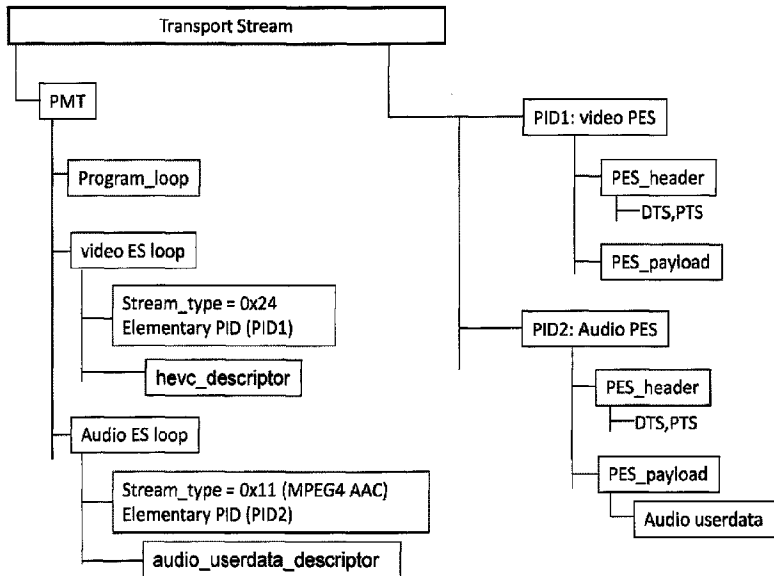 Transport Stream
PMT
Program_loop
video ES loop
Stream_type = 0x24
Elementary PID (PID1)
hevc_descriptor
Audio ES loop
Stream_type = 0x11 (MPEG4 AAC)
Elementary PID (PID2)
audio_userdata_descriptor
PID1: video PES
PES_header
DTS,PTS
PES_payload
PID2: Audio PES
PES_header
DTS,PTS
PES_payload
Audio userdata